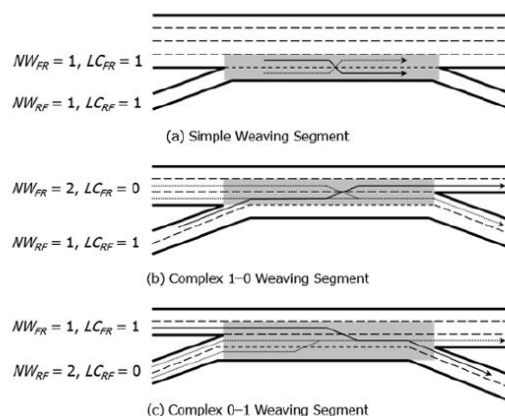 NW_FR = 1, LC_FR = 1
NW_RF = 1, LC_RF = 1
(a) Simple Weaving Segment
NW_FR = 2, LC_FR = 0
NW_RF = 1, LC_RF = 1
(b) Complex 1–0 Weaving Segment
NW_FR = 1, LC_FR = 1
NW_RF = 2, LC_RF = 0
(c) Complex 0–1 Weaving Segment